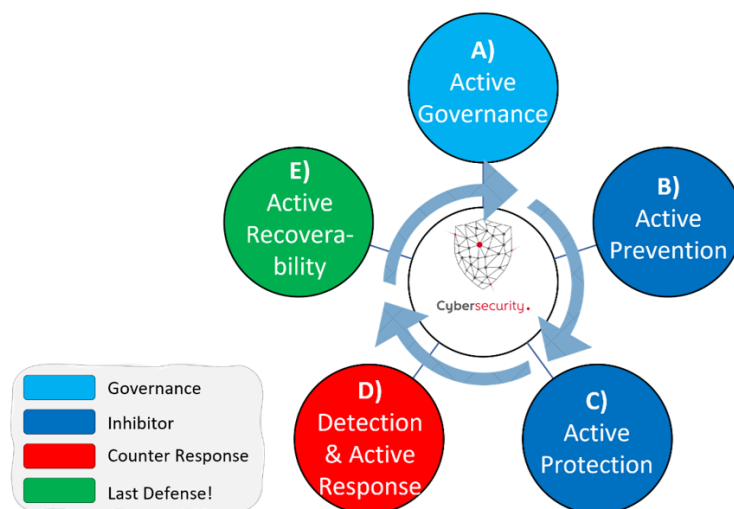 A)
Active
Governance
B)
Active
Prevention
C)
Active
Protection
D)
Detection
& Active
Response
E)
Active
Recovera-
bility
Cybersecurity.
Governance
Inhibitor
Counter Response
Last Defense!